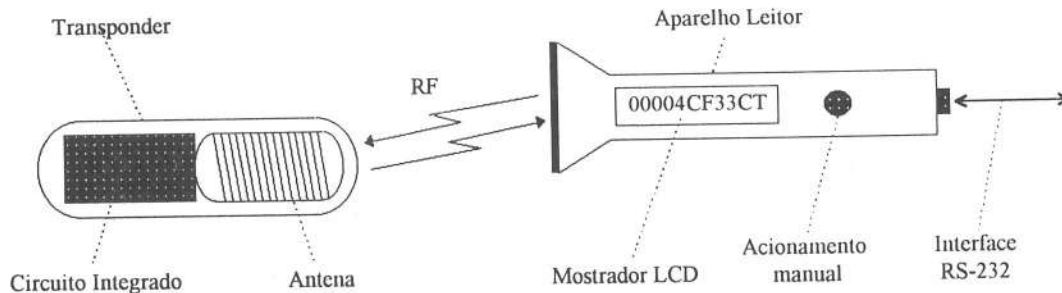 Aparelho Leitor
Transponder
RF
00004CF33CT
Circuito Integrado
Antena
Mostrador LCD
Acionamento
manual
Interface
RS-232